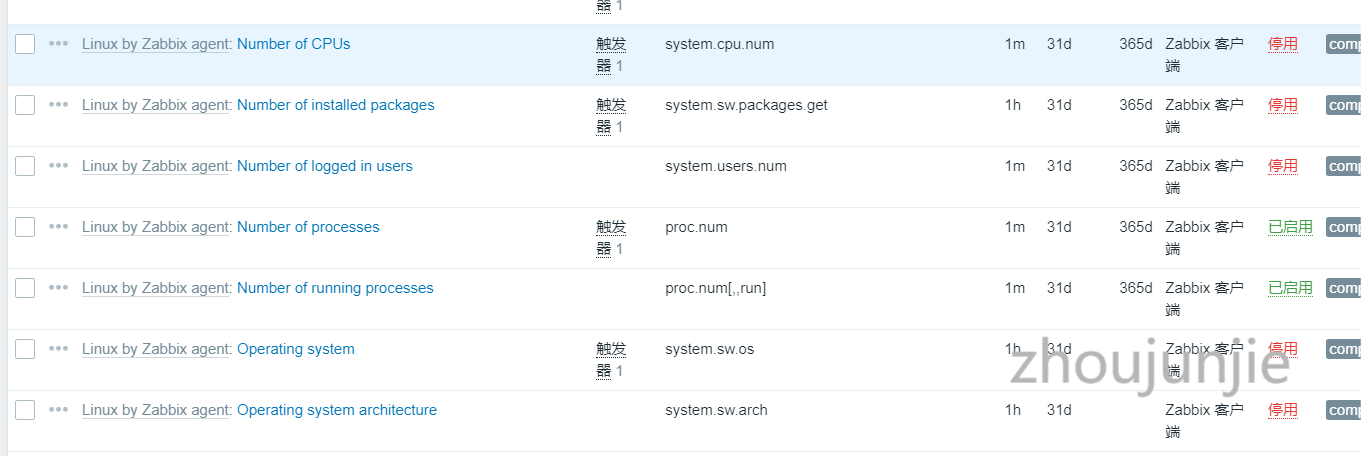 器 1
Linux by Zabbix agent: Number of CPUs 触发器 1 system.cpu.num 1m 31d 365d Zabbix 客户端 停用 comp
Linux by Zabbix agent: Number of installed packages 触发器 1 system.sw.packages.get 1h 31d 365d Zabbix 客户端 停用 comp
Linux by Zabbix agent: Number of logged in users system.users.num 1m 31d 365d Zabbix 客户端 停用 comp
Linux by Zabbix agent: Number of processes 触发器 1 proc.num 1m 31d 365d Zabbix 客户端 已启用 comp
Linux by Zabbix agent: Number of running processes proc.num[,,run] 1m 31d 365d Zabbix 客户端 已启用 comp
Linux by Zabbix agent: Operating system 触发器 1 system.sw.os 1h 31d Zabbix 客户端 停用 comp
zhoujunjie
Linux by Zabbix agent: Operating system architecture system.sw.arch 1h 31d Zabbix 客户端 停用 comp